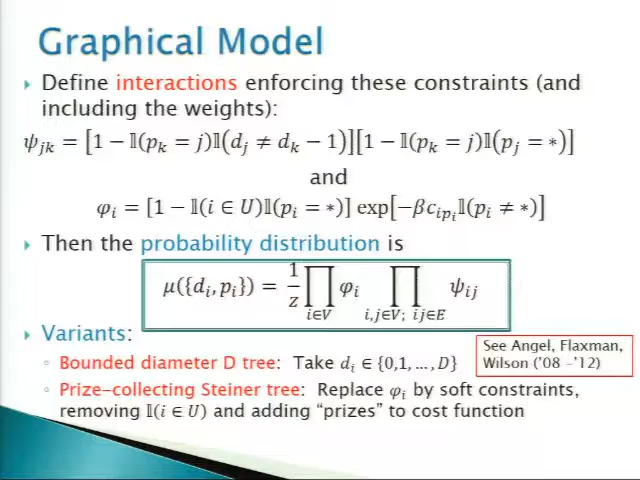 Graphical Model
Define interactions enforcing these constraints (and
including the weights):
ψ_jk = [1 − 𝕀(p_k = j)𝕀(d_j ≠ d_k − 1)][1 − 𝕀(p_k = j)𝕀(p_j = ∗)]
and
φ_i = [1 − 𝕀(i ∈ U)𝕀(p_i = ∗)] exp[−βc_{ip_i}𝕀(p_i ≠ ∗)]
Then the probability distribution is
μ({d_i, p_i}) = 1/z ∏_{i∈V} φ_i ∏_{i,j∈V; ij∈E} ψ_ij
Variants:
See Angel, Flaxman,
Wilson ('08 –'12)
Bounded diameter D tree: Take d_i ∈ {0,1, … , D}
Prize-collecting Steiner tree: Replace φ_i by soft constraints,
removing 𝕀(i ∈ U) and adding “prizes” to cost function